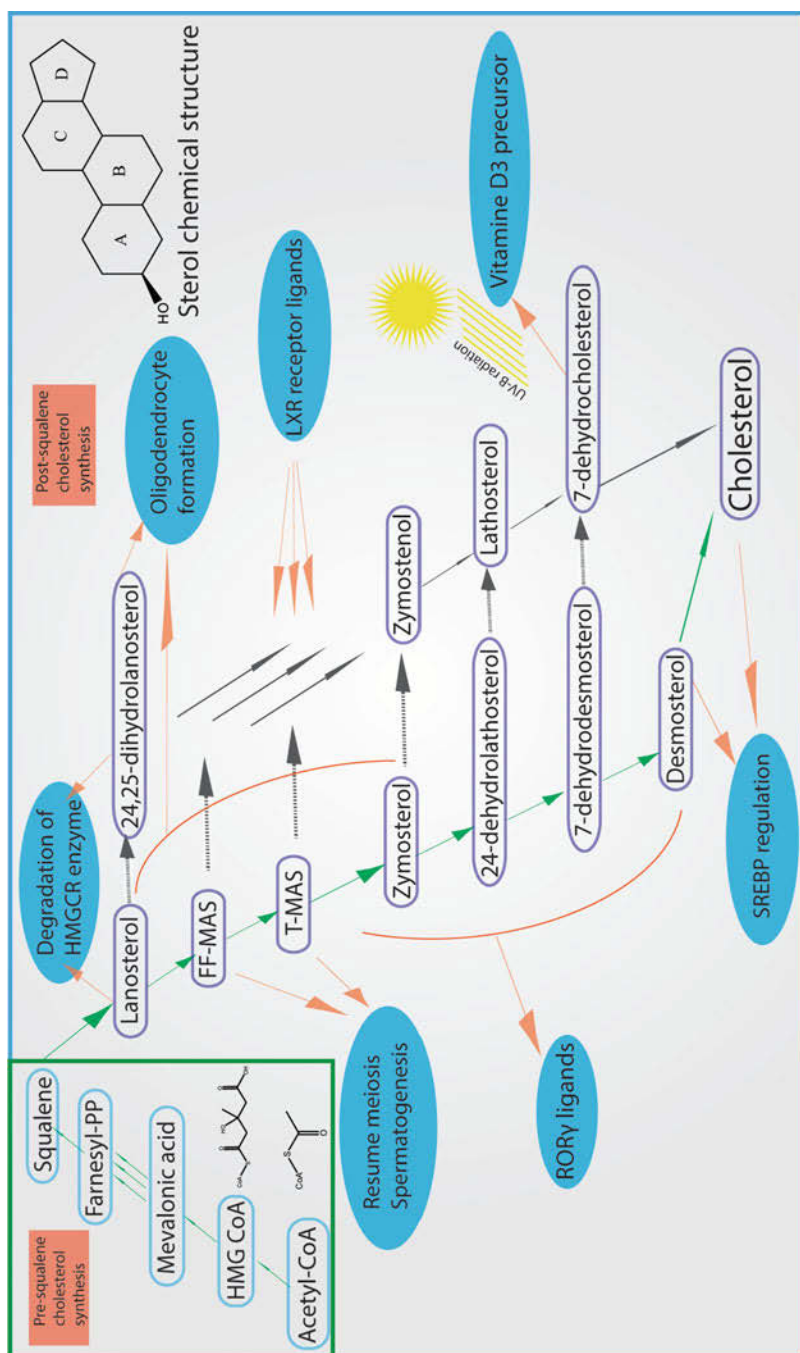 Pre-squalene
cholesterol
synthesis
Squalene
Farnesyl-PP
Mevalonic acid
HMG CoA
Acetyl-CoA
CoA
S
O
HO
O
OH
CoA
S
O
Post-squalene
cholesterol
synthesis
HO
A
B
C
D
Sterol chemical structure
Degradation of
HMGCR enzyme
Lanosterol
24,25-dihydrolanosterol
Oligodendrocyte
formation
FF-MAS
T-MAS
LXR receptor ligands
Resume meiosis
Spermatogenesis
Zymosterol
Zymostenol
24-dehydrolathosterol
Lathosterol
UV-B radiation
Vitamine D3 precursor
7-dehydrodesmosterol
7-dehydrocholesterol
RORγ ligands
Desmosterol
Cholesterol
SREBP regulation